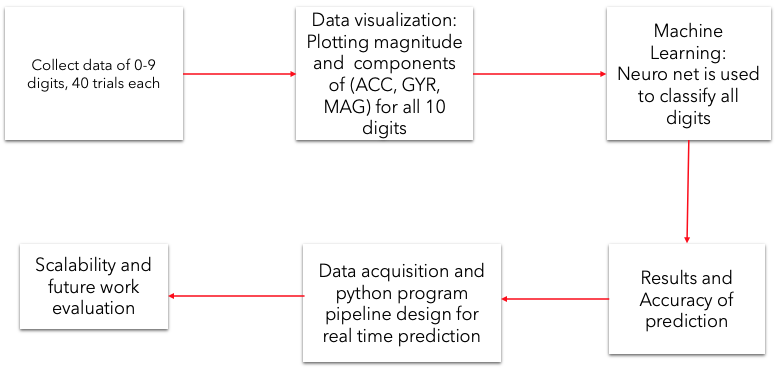 Collect data of 0-9
digits, 40 trials each
Data visualization:
Plotting magnitude
and  components
of (ACC, GYR,
MAG) for all 10
digits
Machine
Learning:
Neuro net is used
to classify all
digits
Results and
Accuracy of
prediction
Data acquisition and
python program
pipeline design for
real time prediction
Scalability and
future work
evaluation